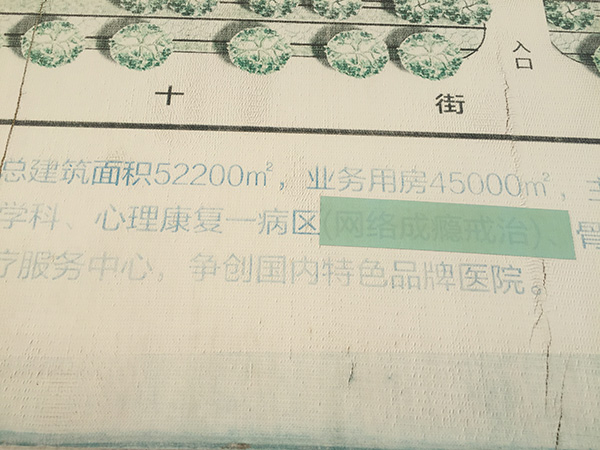 入口
十 街
总建筑面积52200㎡，业务用房45000㎡，主
学科、心理康复一病区(网络成瘾戒治)、骨
疗服务中心，争创国内特色品牌医院。